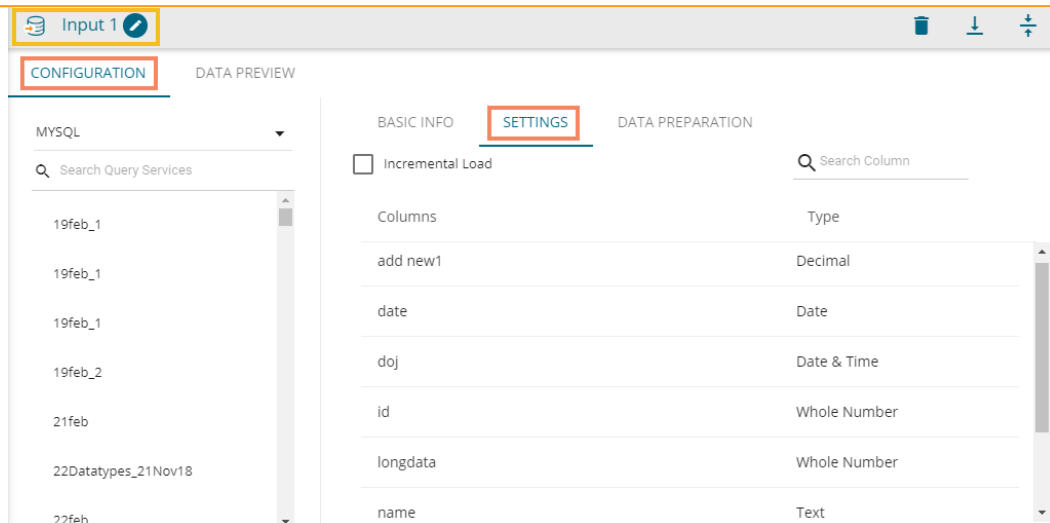 Input 1
CONFIGURATION DATA PREVIEW
MYSQL
Search Query Services
19feb_1
19feb_1
19feb_1
19feb_2
21feb
22Datatypes_21Nov18
22feb
BASIC INFO SETTINGS DATA PREPARATION
Incremental Load Search Column
Columns Type
add new1 Decimal
date Date
doj Date & Time
id Whole Number
longdata Whole Number
name Text